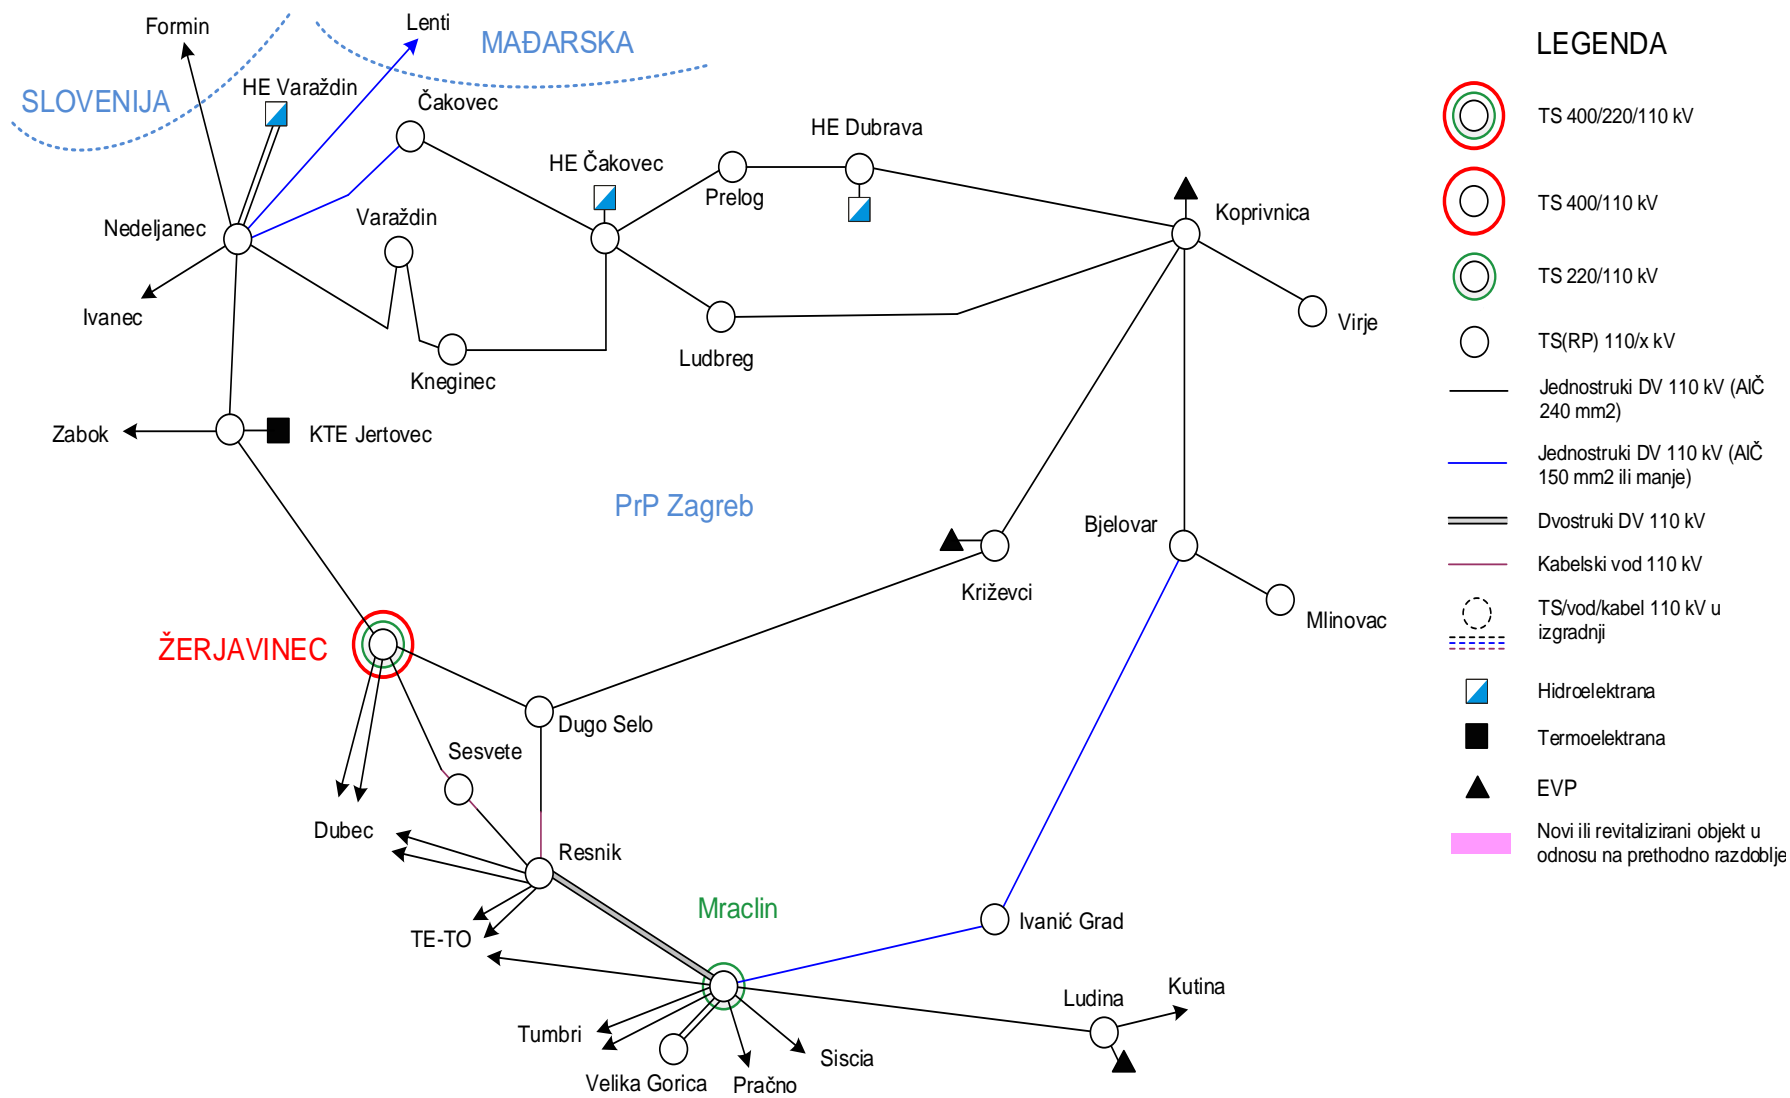 Formin
Lenti
MAĐARSKA
SLOVENIJA
HE Varaždin
Čakovec
HE Dubrava
HE Čakovec
Prelog
Varaždin
Nedeljanec
Koprivnica
Ivanec
Virje
Ludbreg
Kneginec
Zabok
KTE Jertovec
PrP Zagreb
Bjelovar
Križevci
Mlinovac
ŽERJAVINEC
Dugo Selo
Sesvete
Dubec
Resnik
Mraclin
Ivanić Grad
TE-TO
Kutina
Ludina
Tumbri
Siscia
Velika Gorica
Pračno
LEGENDA
TS 400/220/110 kV
TS 400/110 kV
TS 220/110 kV
TS(RP) 110/x kV
Jednostruki DV 110 kV (AlČ
240 mm2)
Jednostruki DV 110 kV (AlČ
150 mm2 ili manje)
Dvostruki DV 110 kV
Kabelski vod 110 kV
TS/vod/kabel 110 kV u
izgradnji
Hidroelektrana
Termoelektrana
EVP
Novi ili revitalizirani objekt u
odnosu na prethodno razdoblje